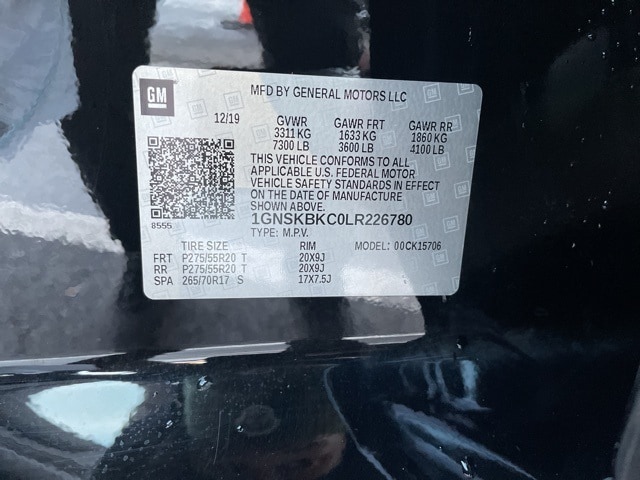 GM
MFD BY GENERAL MOTORS LLC
12/19 GVWR GAWR FRT GAWR RR
3311 KG 1633 KG 1860 KG
7300 LB 3600 LB 4100 LB
THIS VEHICLE CONFORMS TO ALL
APPLICABLE U.S. FEDERAL MOTOR
VEHICLE SAFETY STANDARDS IN EFFECT
ON THE DATE OF MANUFACTURE
SHOWN ABOVE.
8555
1GNSKBKC0LR226780
TYPE: M.P.V. MODEL: 00CK15706
TIRE SIZE RIM
FRT P275/55R20 T 20X9J
RR P275/55R20 T 20X9J
SPA 265/70R17 S 17X7.5J